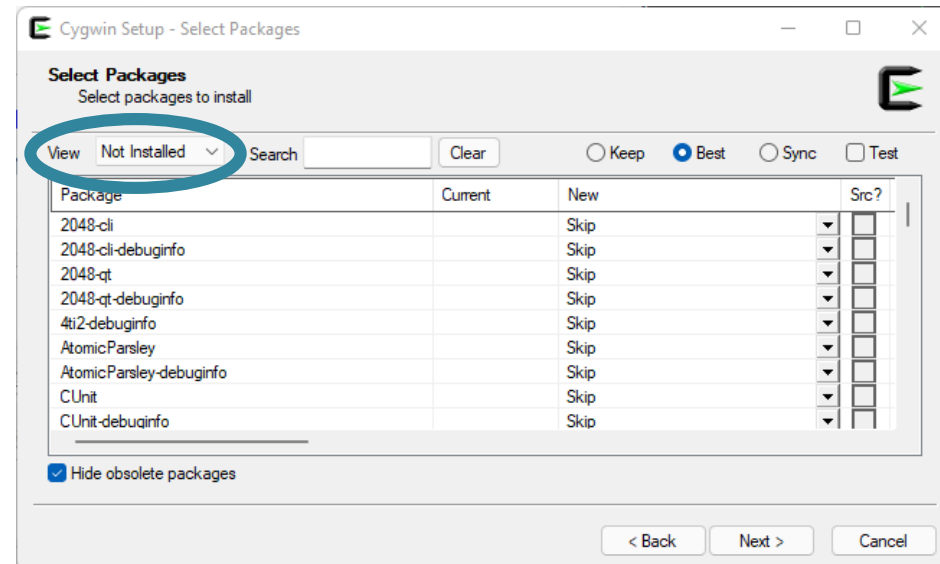 Cygwin Setup - Select Packages
Select Packages
Select packages to install
View Not Installed Search Clear Keep Best Sync Test
Package Current New Src?
2048-cli Skip
2048-cli-debuginfo Skip
2048-qt Skip
2048-qt-debuginfo Skip
4ti2-debuginfo Skip
AtomicParsley Skip
AtomicParsley-debuginfo Skip
CUnit Skip
CUnit-debuginfo Skip
Hide obsolete packages
< Back Next > Cancel